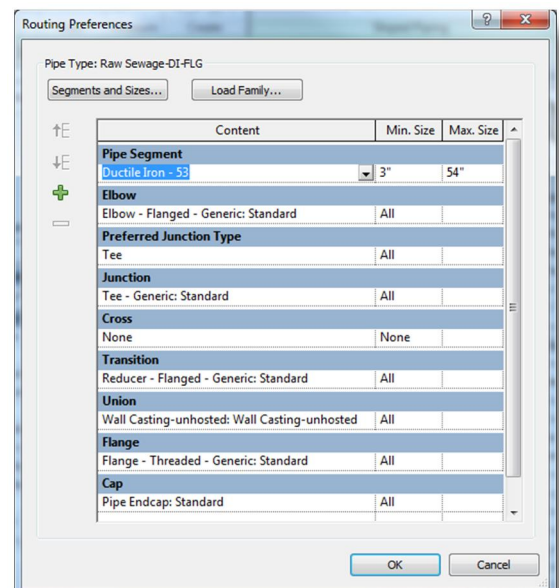 Routing Preferences
Pipe Type: Raw Sewage-DI-FLG
Segments and Sizes... Load Family...
Content Min. Size Max. Size
Pipe Segment
Ductile Iron - 53 3" 54"
Elbow
Elbow - Flanged - Generic: Standard All
Preferred Junction Type
Tee All
Junction
Tee - Generic: Standard All
Cross
None None
Transition
Reducer - Flanged - Generic: Standard All
Union
Wall Casting-unhosted: Wall Casting-unhosted All
Flange
Flange - Threaded - Generic: Standard All
Cap
Pipe Endcap: Standard All
OK Cancel